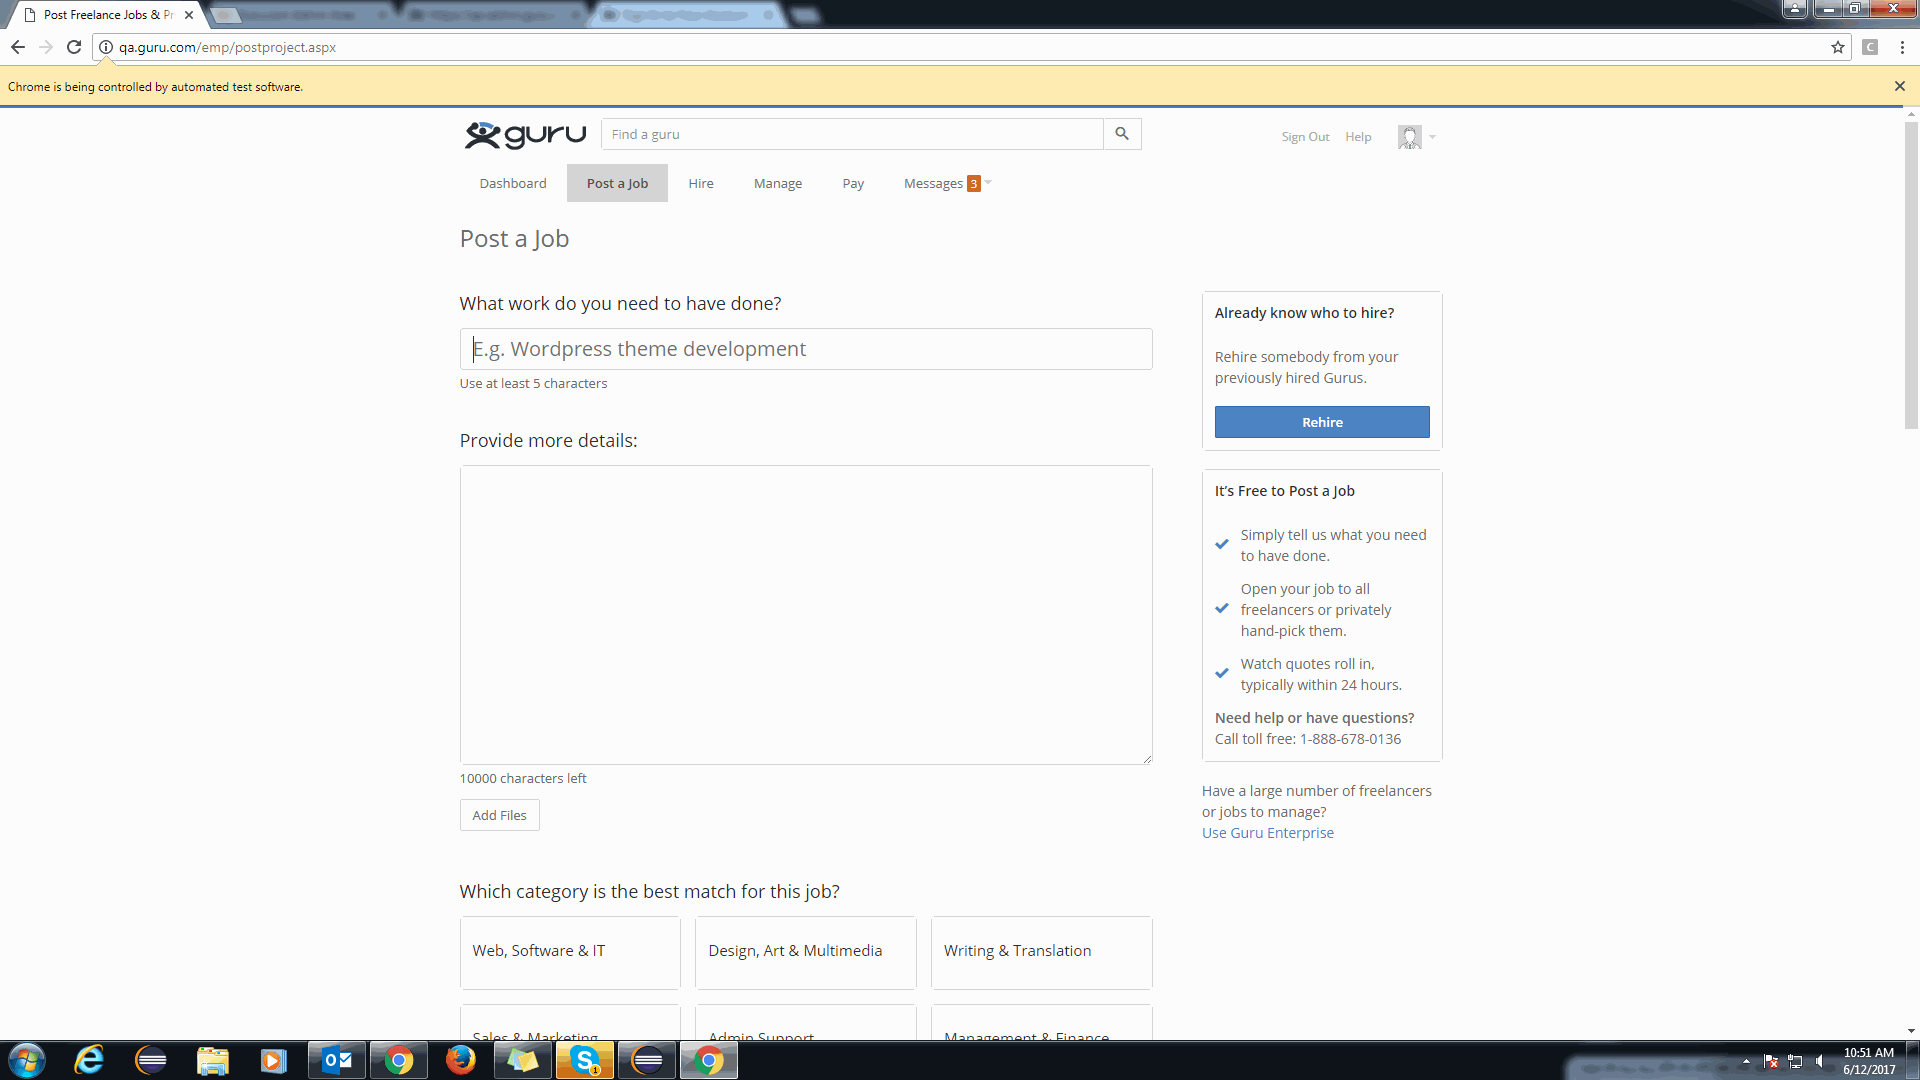 Post Freelance Jobs & Pr
qa.guru.com/emp/postproject.aspx
C
Chrome is being controlled by automated test software.
guru
Find a guru
Sign Out Help
Dashboard Post a Job Hire Manage Pay Messages 3
Post a Job
What work do you need to have done?
E.g. Wordpress theme development
Use at least 5 characters
Provide more details:
10000 characters left
Add Files
Which category is the best match for this job?
Web, Software & IT
Design, Art & Multimedia
Writing & Translation
Sales & Marketing
Admin Support
Management & Finance
Already know who to hire?
Rehire somebody from your
previously hired Gurus.
Rehire
It's Free to Post a Job
Simply tell us what you need
to have done.
Open your job to all
freelancers or privately
hand-pick them.
Watch quotes roll in,
typically within 24 hours.
Need help or have questions?
Call toll free: 1-888-678-0136
Have a large number of freelancers
or jobs to manage?
Use Guru Enterprise
1
10:51 AM
6/12/2017